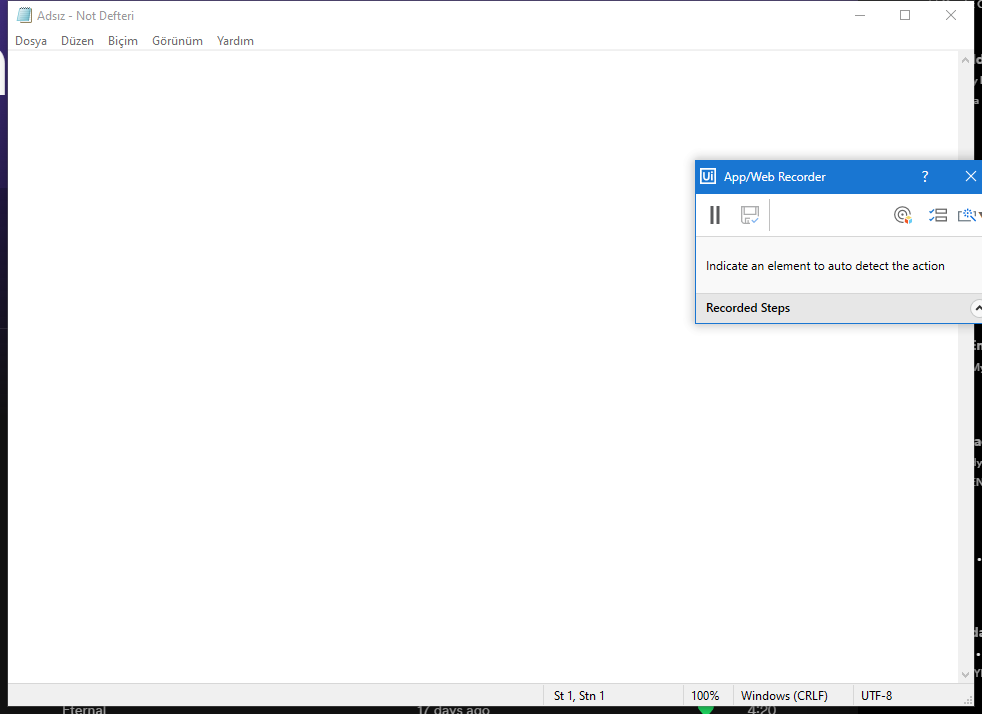 Adsız - Not Defteri
Dosya Düzen Biçim Görünüm Yardım
Ui App/Web Recorder ?
Indicate an element to auto detect the action
Recorded Steps
St 1, Stn 1 100% Windows (CRLF) UTF-8
Eternal 17 days ago 4:20